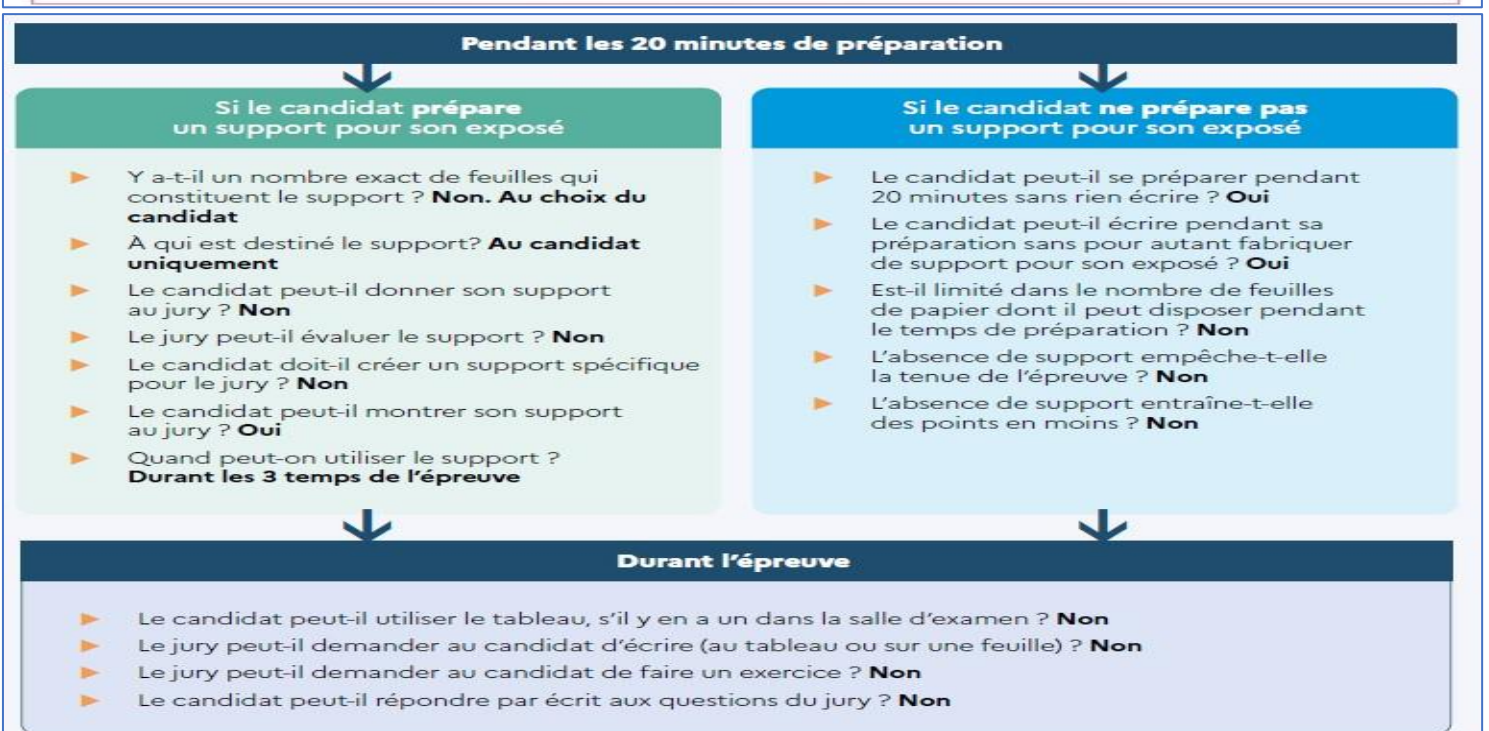 Pendant les 20 minutes de préparation
Si le candidat prépare
un support pour son exposé
Y a-t-il un nombre exact de feuilles qui
constituent le support ? Non. Au choix du
candidat
À qui est destiné le support? Au candidat
uniquement
Le candidat peut-il donner son support
au jury ? Non
Le jury peut-il évaluer le support ? Non
Le candidat doit-il créer un support spécifique
pour le jury ? Non
Le candidat peut-il montrer son support
au jury ? Oui
Quand peut-on utiliser le support ?
Durant les 3 temps de l'épreuve
Si le candidat ne prépare pas
un support pour son exposé
Le candidat peut-il se préparer pendant
20 minutes sans rien écrire ? Oui
Le candidat peut-il écrire pendant sa
préparation sans pour autant fabriquer
de support pour son exposé ? Oui
Est-il limité dans le nombre de feuilles
de papier dont il peut disposer pendant
le temps de préparation ? Non
L'absence de support empêche-t-elle
la tenue de l'épreuve ? Non
L'absence de support entraîne-t-elle
des points en moins ? Non
Durant l'épreuve
Le candidat peut-il utiliser le tableau, s'il y en a un dans la salle d'examen ? Non
Le jury peut-il demander au candidat d'écrire (au tableau ou sur une feuille) ? Non
Le jury peut-il demander au candidat de faire un exercice ? Non
Le candidat peut-il répondre par écrit aux questions du jury ? Non